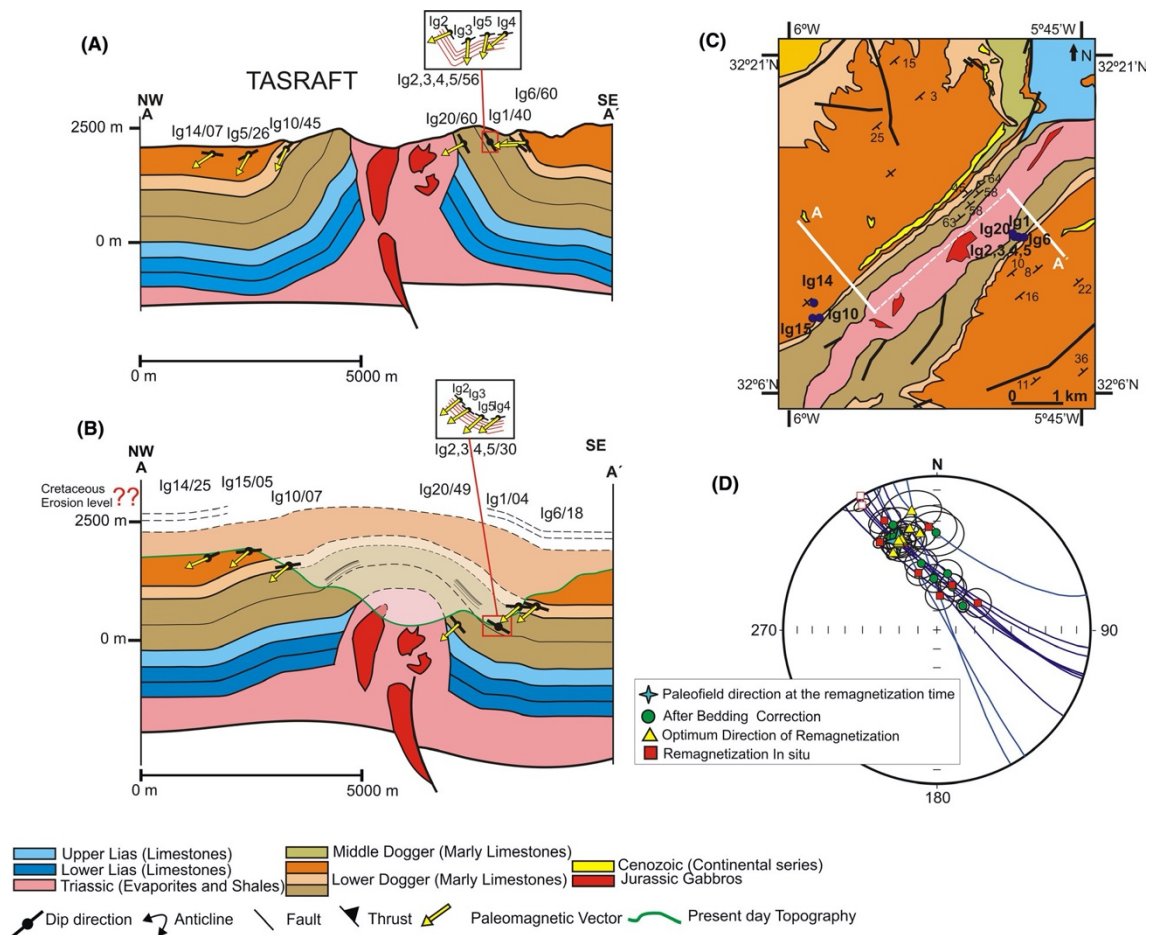 (A)
TASRAFT
NW
A
SE
A´
Ig2
Ig3
Ig5
Ig4
Ig2,3,4,5/56
Ig6/60
Ig14/07
Ig5/26
Ig10/45
Ig20/60
Ig1/40
2500 m
0 m
0 m
5000 m
(B)
NW
A
SE
A´
Ig2
Ig3
Ig5
Ig4
Ig2,3,4,5/30
Cretaceous ??
Erosion level
Ig14/25
Ig15/05
Ig10/07
Ig20/49
Ig1/04
Ig6/18
2500 m
0 m
0 m
5000 m
(C)
6ºW
5º45´W
32º21´N
32º21´N
N
15
3
25
45
64
58
58
63
A
Ig20
Ig1
Ig6
Ig2,3,4,5
A´
10
8
16
22
Ig14
Ig15
Ig10
36
11
32º6´N
32º6´N
0 1 km
6ºW
5º45´W
(D)
N
270
90
180
Paleofield direction at the remagnetization time
After Bedding Correction
Optimum Direction of Remagnetization
Remagnetization In situ
Upper Lias (Limestones)
Lower Lias (Limestones)
Triassic (Evaporites and Shales)
Middle Dogger (Marly Limestones)
Lower Dogger (Marly Limestones)
Cenozoic (Continental series)
Jurassic Gabbros
Dip direction
Anticline
Fault
Thrust
Paleomagnetic Vector
Present day Topography